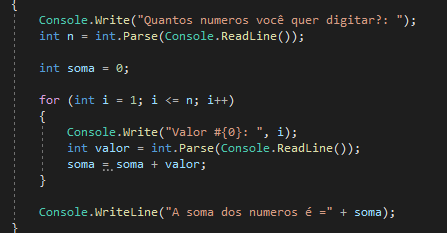 {
Console.Write("Quantos numeros você quer digitar?: ");
int n = int.Parse(Console.ReadLine());
int soma = 0;
for (int i = 1; i <= n; i++)
{
Console.Write("Valor #{0}: ", i);
int valor = int.Parse(Console.ReadLine());
soma = soma + valor;
}
Console.WriteLine("A soma dos numeros é =" + soma);
}